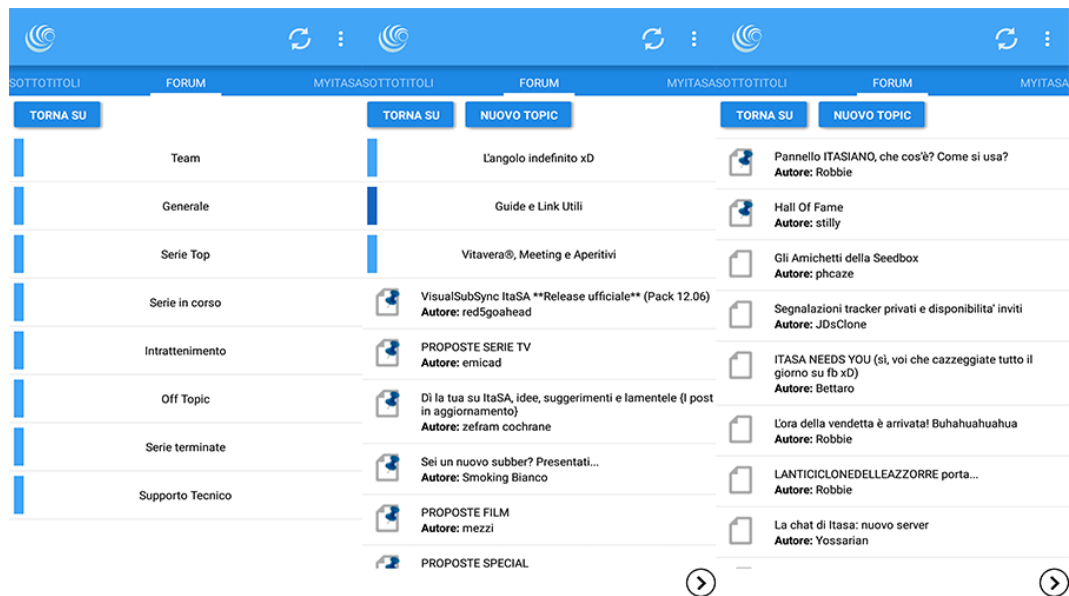 SOTTOTITOLI
FORUM
MYITASA
TORNA SU
Team
Generale
Serie Top
Serie in corso
Intrattenimento
Off Topic
Serie terminate
Supporto Tecnico
SOTTOTITOLI
FORUM
MYITASA
TORNA SU
NUOVO TOPIC
L'angolo indefinito xD
Guide e Link Utili
Vitavera®, Meeting e Aperitivi
VisualSubSync ItaSA **Release ufficiale** (Pack 12.06)
Autore: red5goahead
PROPOSTE SERIE TV
Autore: emicad
Dì la tua su ItaSA, idee, suggerimenti e lamentele {I post
in aggiornamento}
Autore: zefram cochrane
Sei un nuovo subber? Presentati...
Autore: Smoking Bianco
PROPOSTE FILM
Autore: mezzi
PROPOSTE SPECIAL
SOTTOTITOLI
FORUM
MYITASA
TORNA SU
NUOVO TOPIC
Pannello ITASIANO, che cos'è? Come si usa?
Autore: Robbie
Hall Of Fame
Autore: stilly
Gli Amichetti della Seedbox
Autore: phcaze
Segnalazioni tracker privati e disponibilita' inviti
Autore: JDsClone
ITASA NEEDS YOU (sì, voi che cazzeggiate tutto il
giorno su fb xD)
Autore: Bettaro
L'ora della vendetta è arrivata! Buhahuahuahua
Autore: Robbie
LANTICICLONEDELLEAZZORRE porta...
Autore: Robbie
La chat di Itasa: nuovo server
Autore: Yossarian